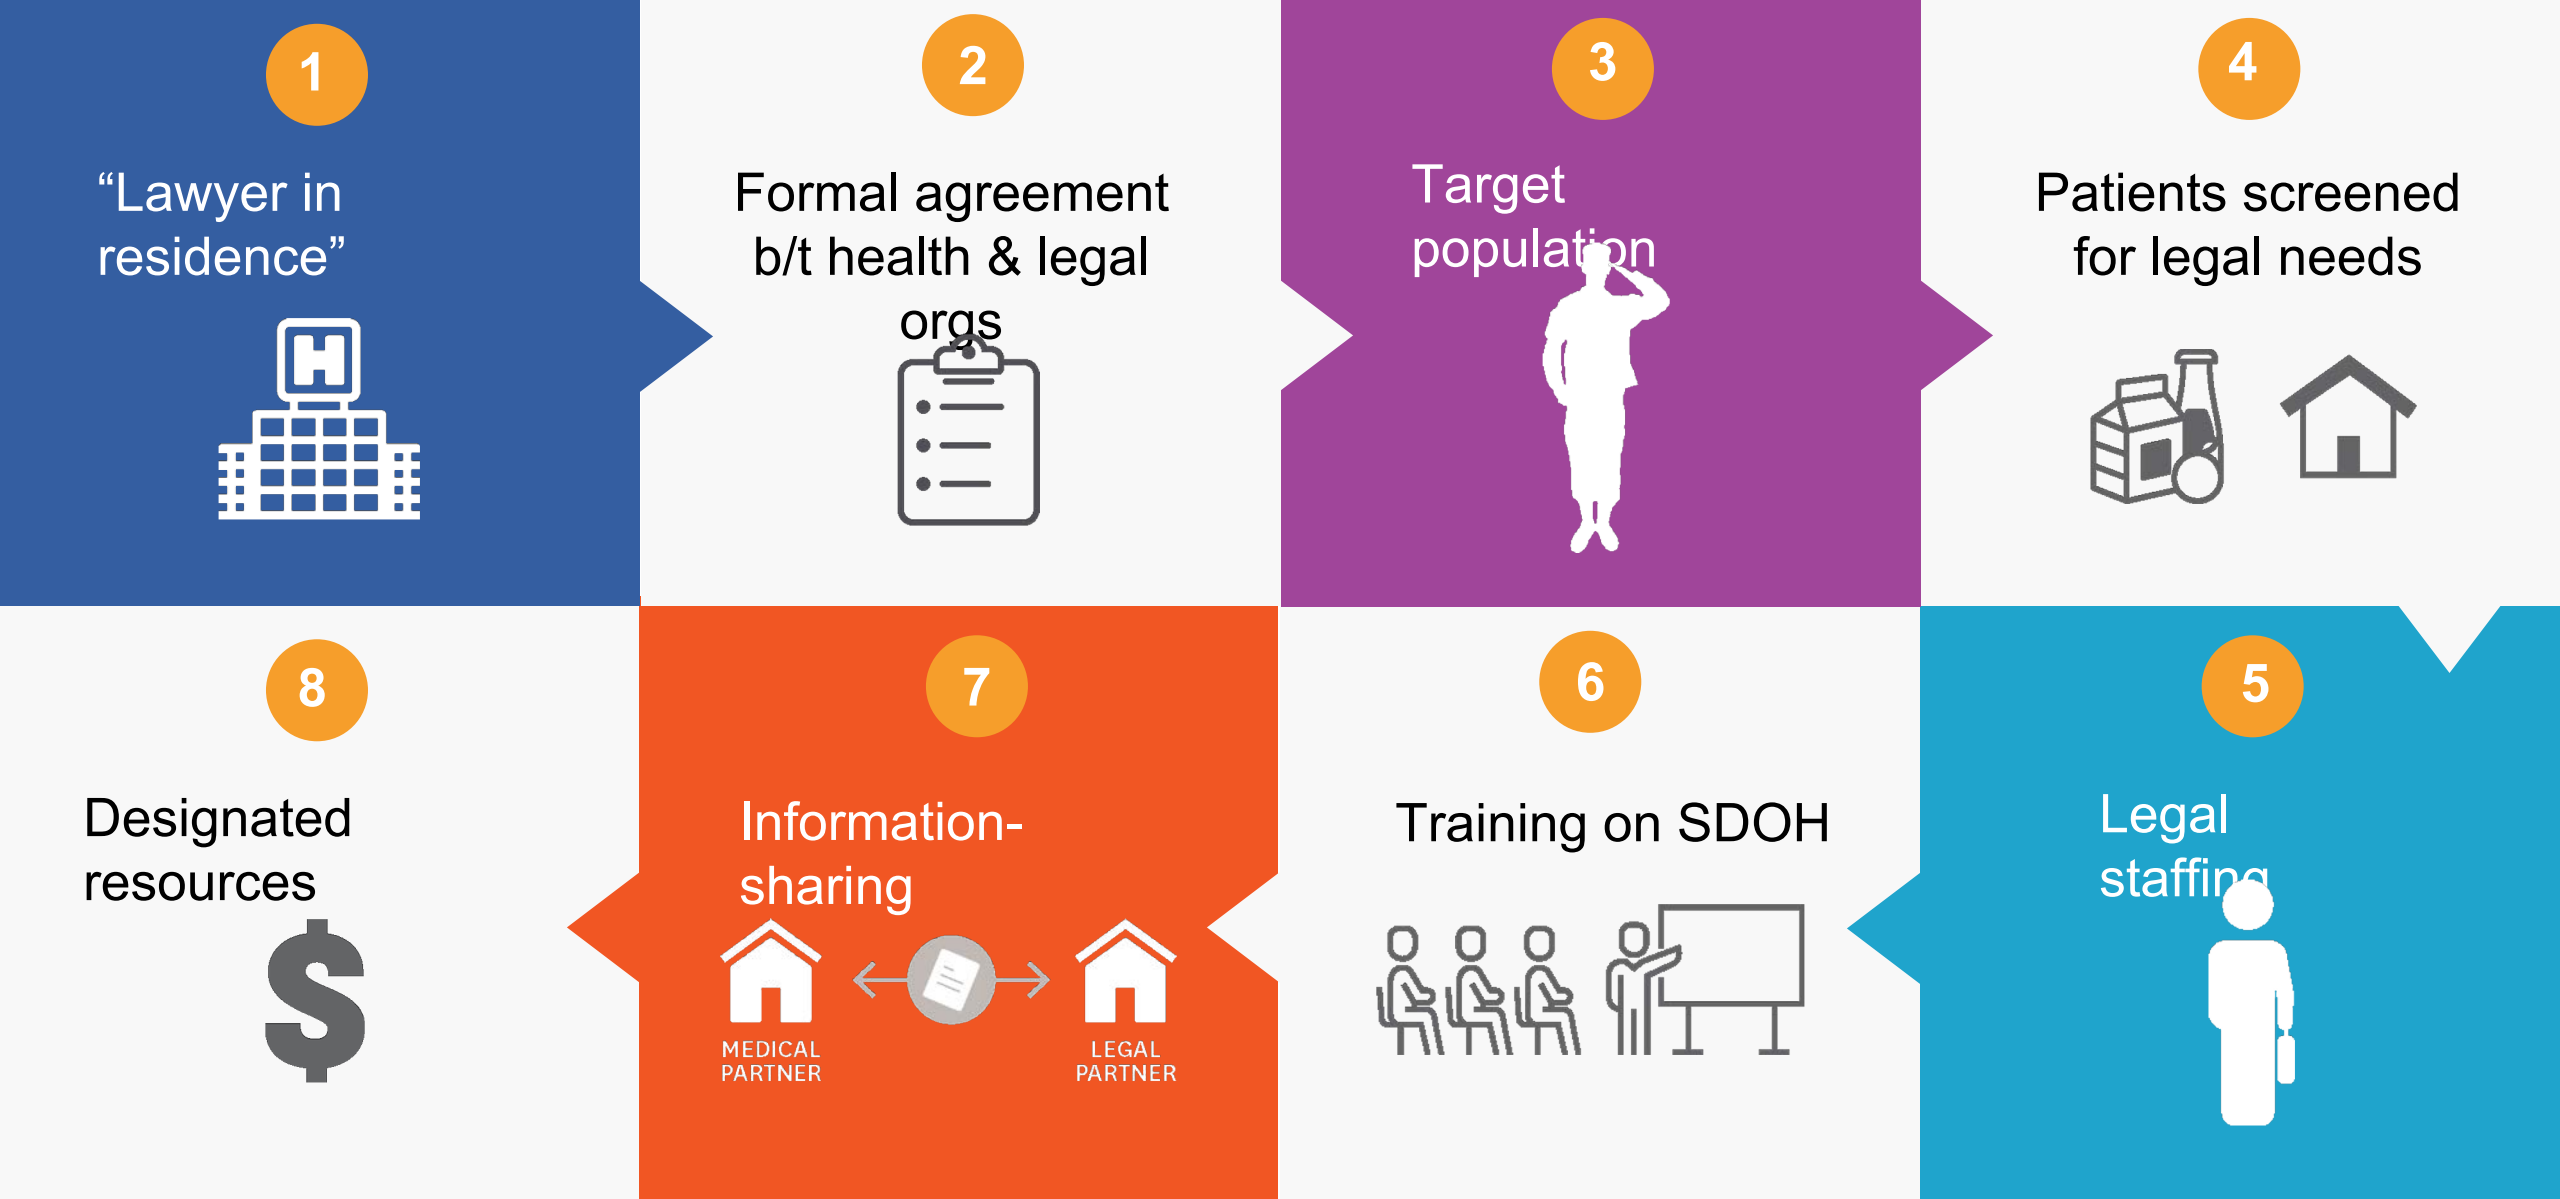 1
“Lawyer in
residence”
H
2
Formal agreement
b/t health & legal
orgs
3
Target
population
4
Patients screened
for legal needs
5
Legal
staffing
6
Training on SDOH
7
Information-
sharing
MEDICAL
PARTNER
LEGAL
PARTNER
8
Designated
resources
$